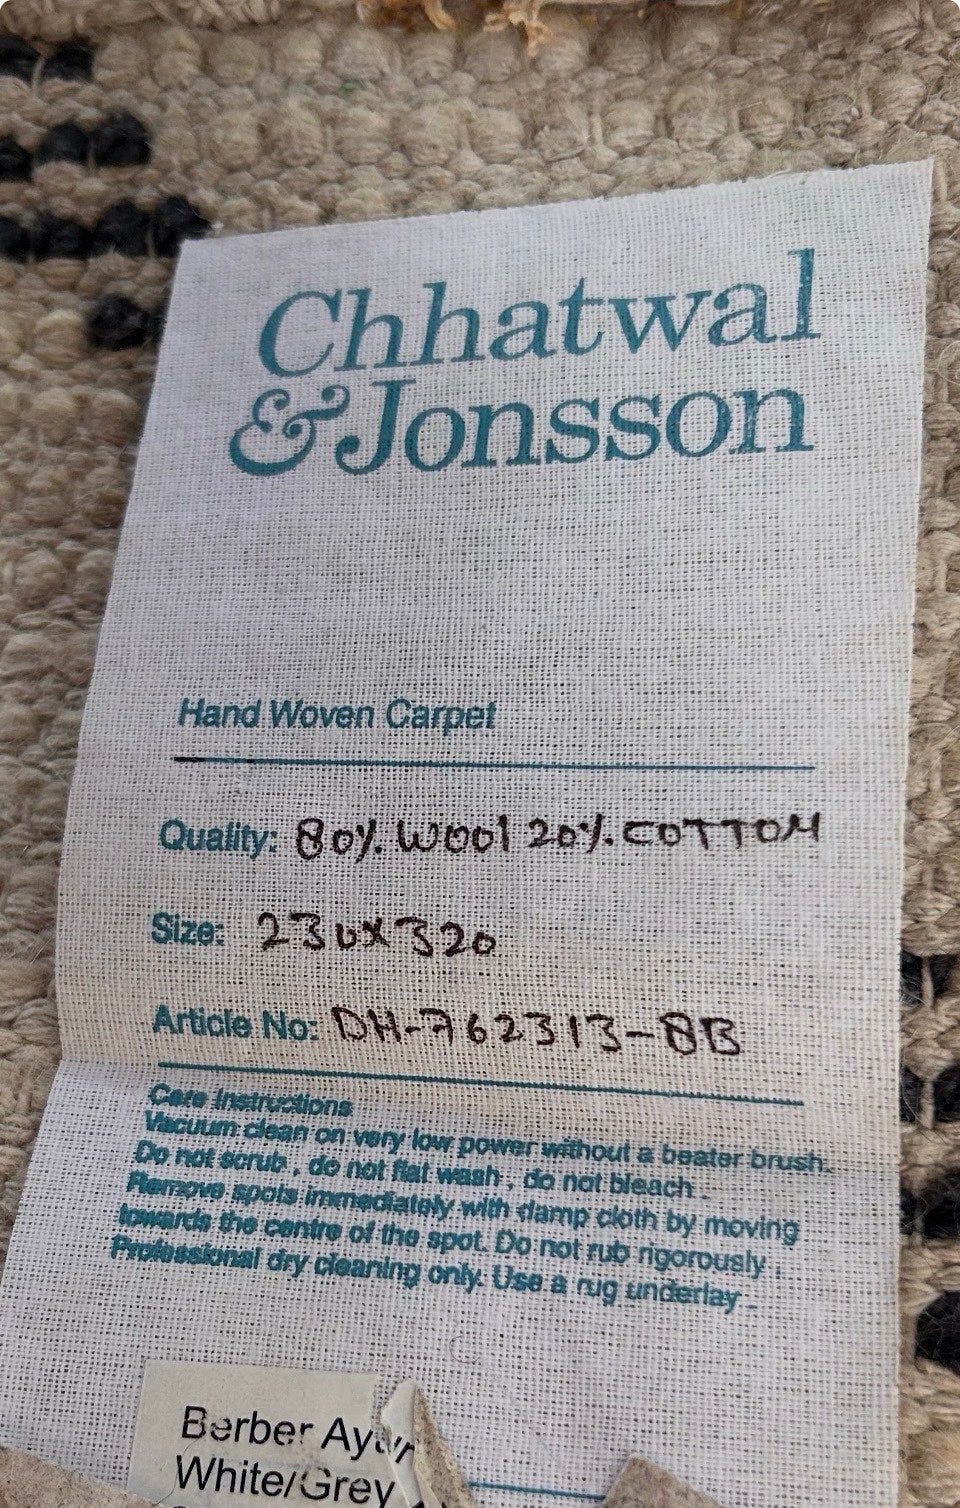 Chhatwal
& Jonsson
Hand Woven Carpet
Quality: 80% WOOl 20% COTTON
Size: 230x320
Article No: DH-762313-8B
Care Instructions
Vacuum clean on very low power without a beater brush.
Do not scrub , do not flat wash , do not bleach .
Remove spots immediately with damp cloth by moving
towards the centre of the spot. Do not rub rigorously .
Professional dry cleaning only. Use a rug underlay .
Berber
White/Grey